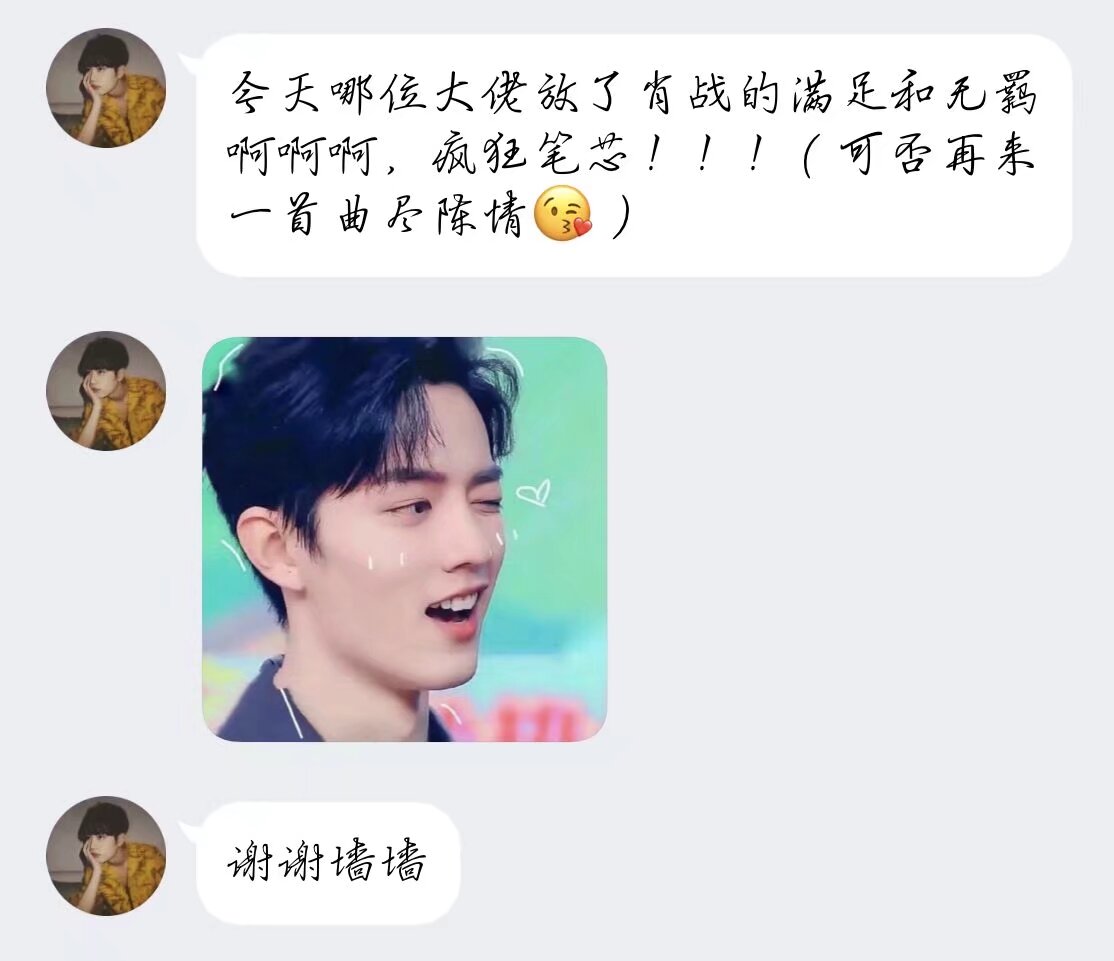 今天哪位大佬放了肖战的满足和无羁
啊啊啊，疯狂笔芯！！！（可否再来
一首曲尽陈情😘）
谢谢墙墙